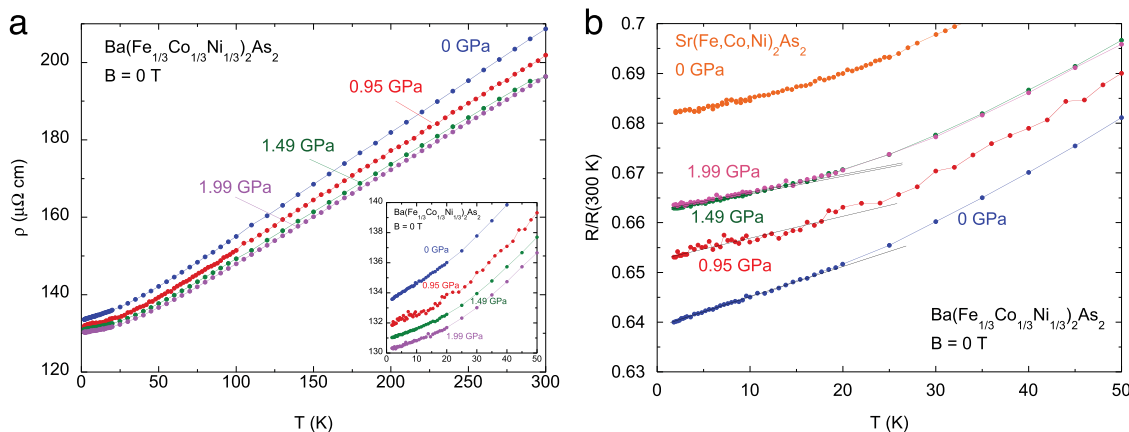 a
Ba(Fe1/3Co1/3Ni1/3)2As2
B = 0 T
0 GPa
0.95 GPa
1.49 GPa
1.99 GPa
ρ (μΩ cm)
200
180
160
140
120
0 50 100 150 200 250 300
T (K)
Ba(Fe1/3Co1/3Ni1/3)2As2
B = 0 T
0 GPa
0.95 GPa
1.49 GPa
1.99 GPa
140
138
136
134
132
130
0 10 20 30 40 50
b
Sr(Fe,Co,Ni)2As2
0 GPa
1.99 GPa
1.49 GPa
0.95 GPa
0 GPa
Ba(Fe1/3Co1/3Ni1/3)2As2
B = 0 T
R/R(300 K)
0.7
0.69
0.68
0.67
0.66
0.65
0.64
0.63
0 10 20 30 40 50
T (K)